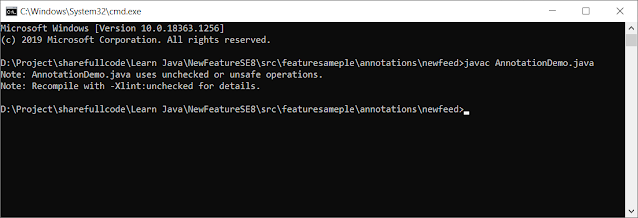 C:\Windows\System32\cmd.exe
Microsoft Windows [Version 10.0.18363.1256]
(c) 2019 Microsoft Corporation. All rights reserved.
D:\Project\sharefullcode\Learn Java\NewFeatureSE8\src\featuresameple\annotations\newfeed>javac AnnotationDemo.java
Note: AnnotationDemo.java uses unchecked or unsafe operations.
Note: Recompile with -Xlint:unchecked for details.
D:\Project\sharefullcode\Learn Java\NewFeatureSE8\src\featuresameple\annotations\newfeed>